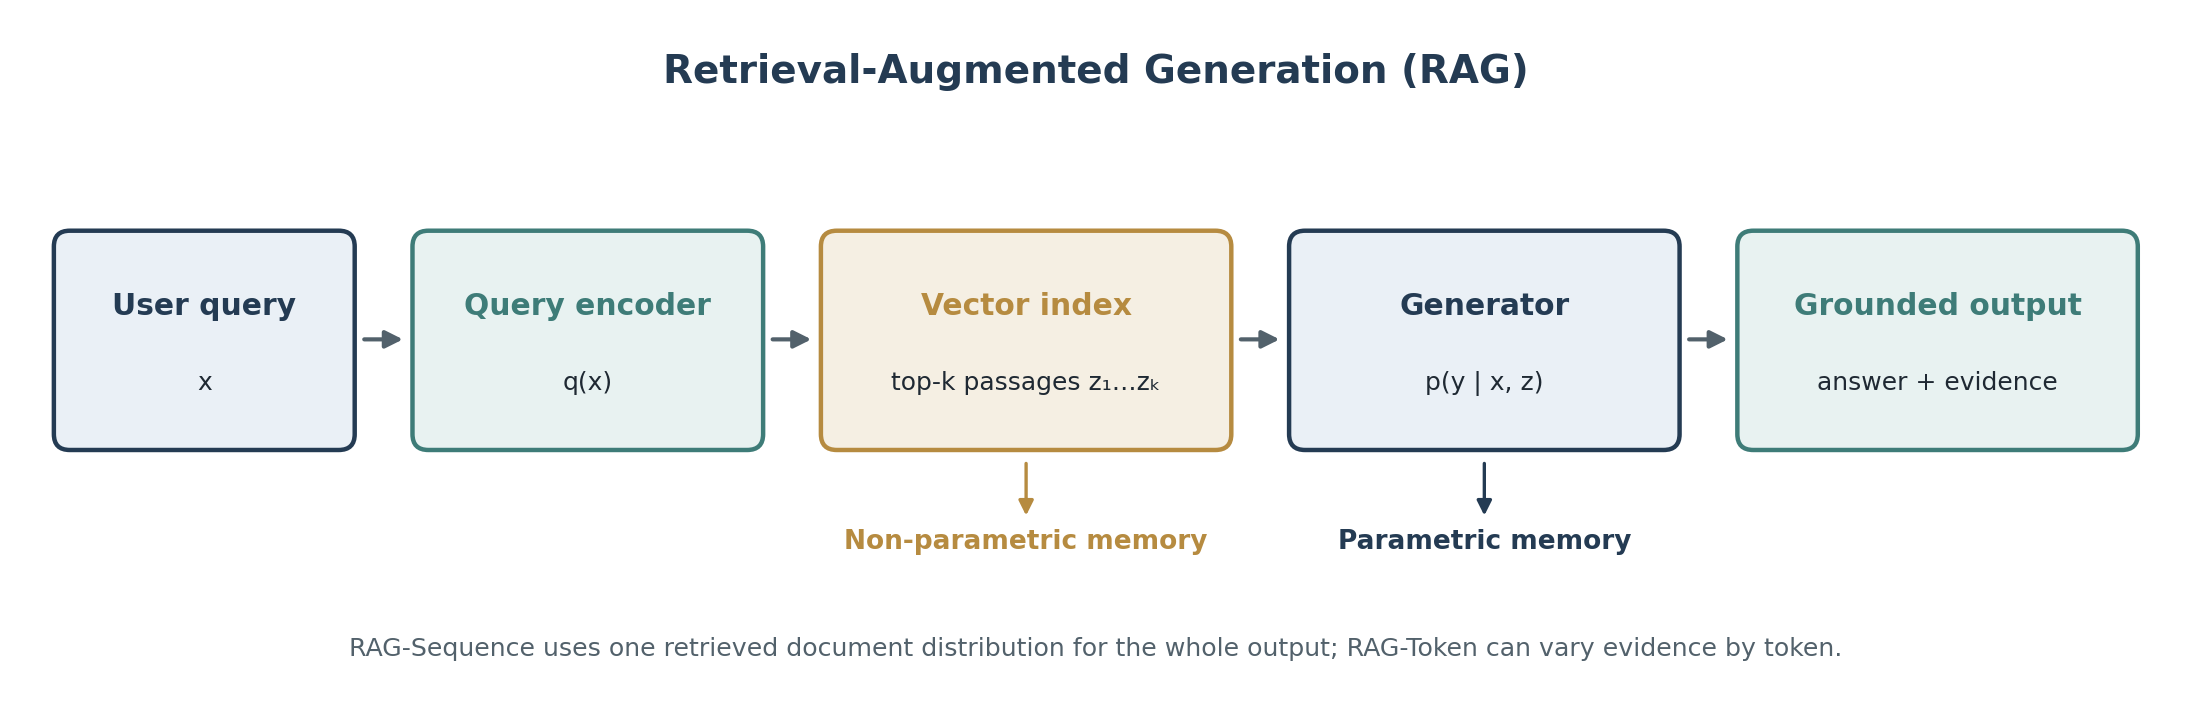 Retrieval-Augmented Generation (RAG)
User query
x
Query encoder
q(x)
Vector index
top-k passages z₁…zₖ
Generator
p(y | x, z)
Grounded output
answer + evidence
Non-parametric memory
Parametric memory
RAG-Sequence uses one retrieved document distribution for the whole output; RAG-Token can vary evidence by token.